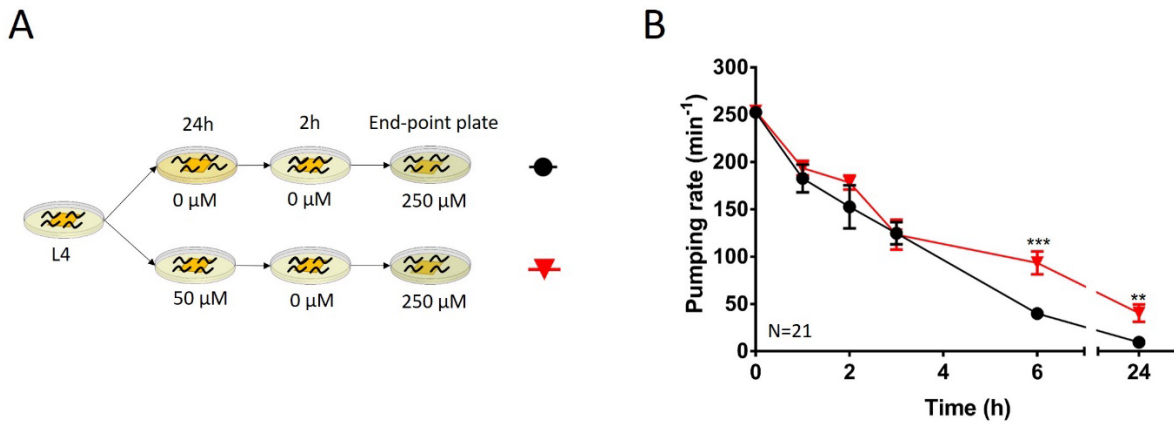 A
24h
2h
End-point plate
0 µM
0 µM
250 µM
L4
50 µM
0 µM
250 µM
B
Pumping rate (min-1)
300
250
200
150
100
50
0
***
**
N=21
0
2
4
6
24
Time (h)